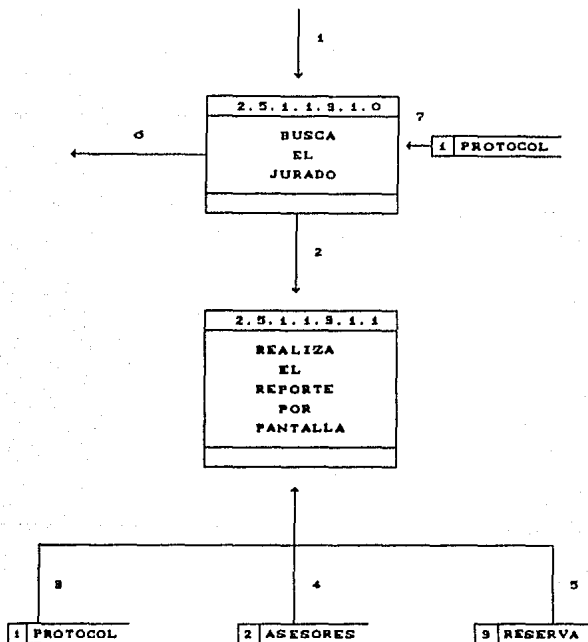 1
2.5.1.1.3.1.0
7
6
BUSCA
EL
JURADO
1 PROTOCOL
2
2.5.1.1.3.1.1
REALIZA
EL
REPORTE
POR
PANTALLA
3
4
5
1 PROTOCOL
2 ASESORES
3 RESERVA